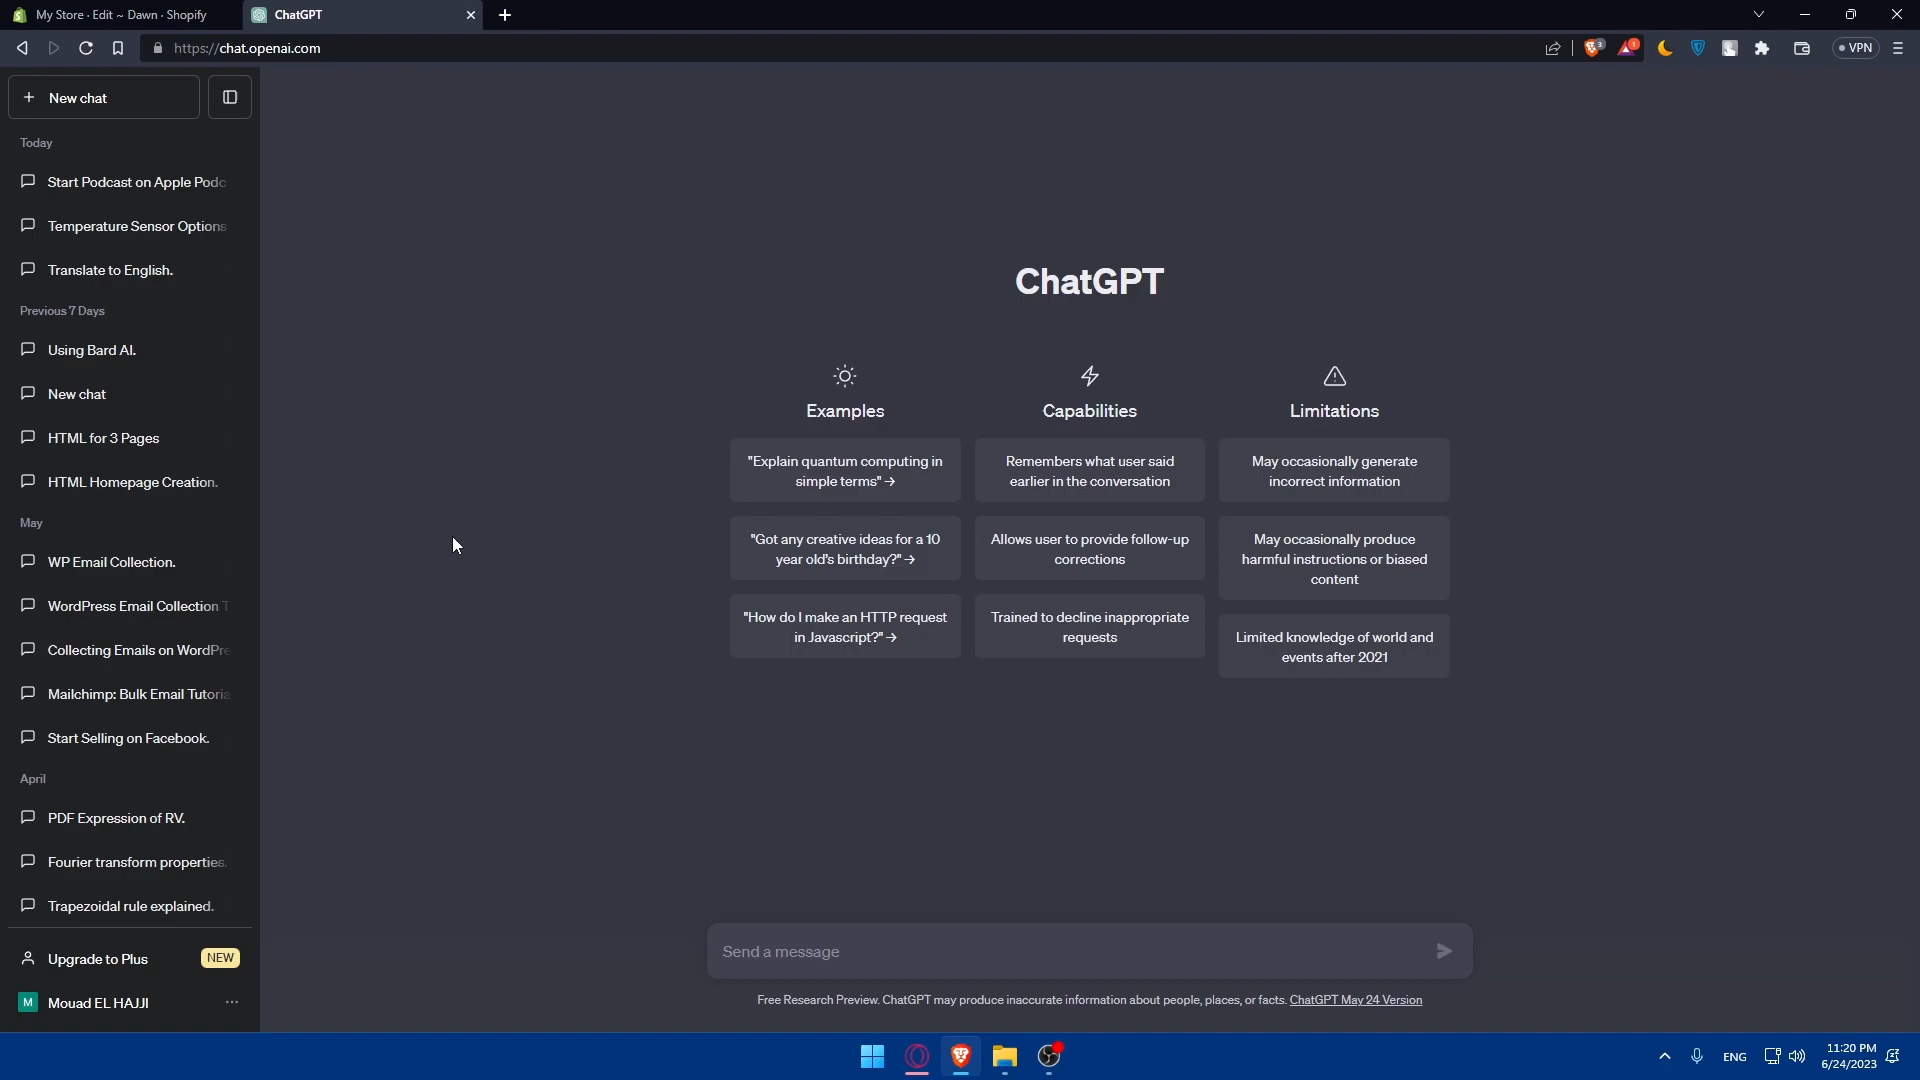 My Store · Edit ~ Dawn · Shopify
ChatGPT
https://chat.openai.com
3
1
VPN
New chat
Today
Start Podcast on Apple Podc
Temperature Sensor Options
Translate to English.
Previous 7 Days
Using Bard AI.
New chat
HTML for 3 Pages
HTML Homepage Creation.
May
WP Email Collection.
WordPress Email Collection T
Collecting Emails on WordPre
Mailchimp: Bulk Email Tutoria
Start Selling on Facebook.
April
PDF Expression of RV.
Fourier transform properties.
Trapezoidal rule explained.
Upgrade to Plus
NEW
M
Mouad EL HAJJI
ChatGPT
Examples
"Explain quantum computing in
simple terms" →
"Got any creative ideas for a 10
year old's birthday?" →
"How do I make an HTTP request
in Javascript?" →
Capabilities
Remembers what user said
earlier in the conversation
Allows user to provide follow-up
corrections
Trained to decline inappropriate
requests
Limitations
May occasionally generate
incorrect information
May occasionally produce
harmful instructions or biased
content
Limited knowledge of world and
events after 2021
Send a message
Free Research Preview. ChatGPT may produce inaccurate information about people, places, or facts. ChatGPT May 24 Version
ENG
11:20 PM
6/24/2023